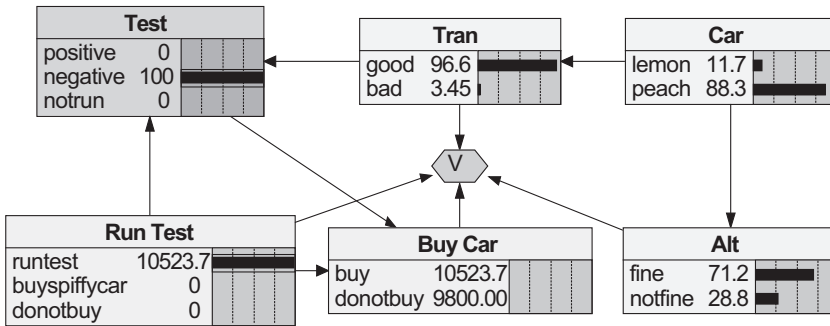 Test
positive 0
negative 100
notrun 0
Tran
good 96.6
bad 3.45
Car
lemon 11.7
peach 88.3
V
Run Test
runtest 10523.7
buyspiffycar 0
donotbuy 0
Buy Car
buy 10523.7
donotbuy 9800.00
Alt
fine 71.2
notfine 28.8